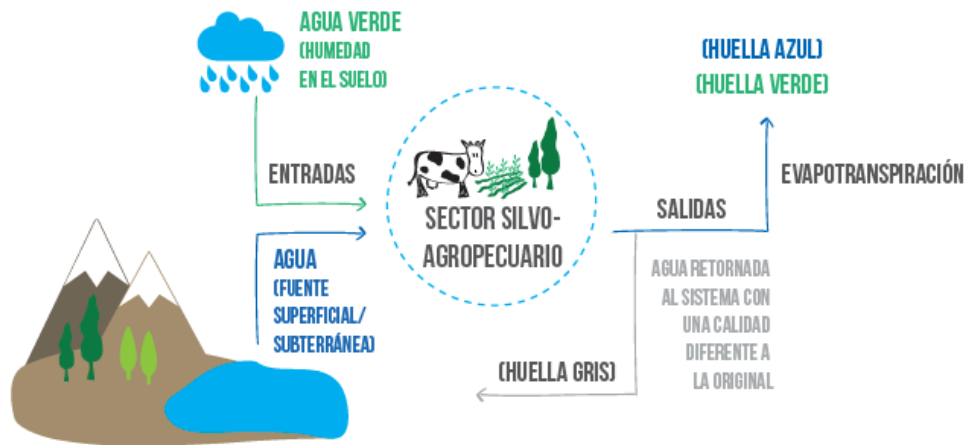 AGUA VERDE
(HUMEDAD
EN EL SUELO)
ENTRADAS
AGUA
(FUENTE
SUPERFICIAL/
SUBTERRÁNEA)
SECTOR SILVO-
AGROPECUARIO
(HUELLA AZUL)
(HUELLA VERDE)
EVAPOTRANSPIRACIÓN
SALIDAS
AGUA RETORNADA
AL SISTEMA CON
UNA CALIDAD
DIFERENTE A
LA ORIGINAL
(HUELLA GRIS)